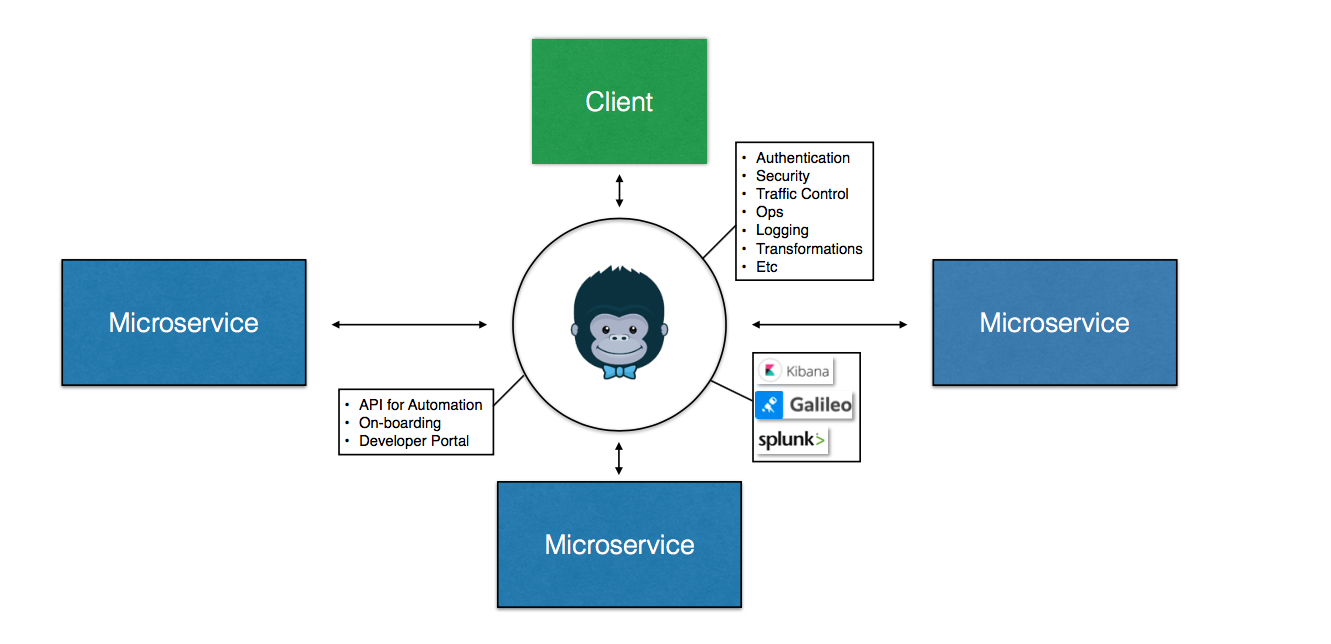 Client
• Authentication
• Security
• Traffic Control
• Ops
• Logging
• Transformations
• Etc
Microservice
Microservice
Kibana
Galileo
splunk>
• API for Automation
• On-boarding
• Developer Portal
Microservice